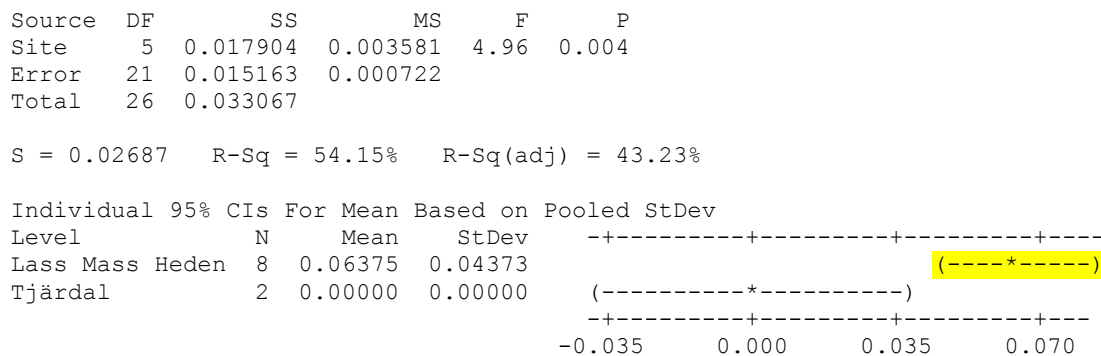 Source  DF        SS        MS     F      P
Site     5  0.017904  0.003581  4.96  0.004
Error   21  0.015163  0.000722
Total   26  0.033067
S = 0.02687   R-Sq = 54.15%   R-Sq(adj) = 43.23%
Individual 95% CIs For Mean Based on Pooled StDev
Level            N     Mean    StDev    -+---------+---------+---------+----
Lass Mass Heden  8  0.06375  0.04373                            (----*-----)
Tjärdal          2  0.00000  0.00000    (----------*----------)
-+---------+---------+---------+---
-0.035     0.000     0.035     0.070